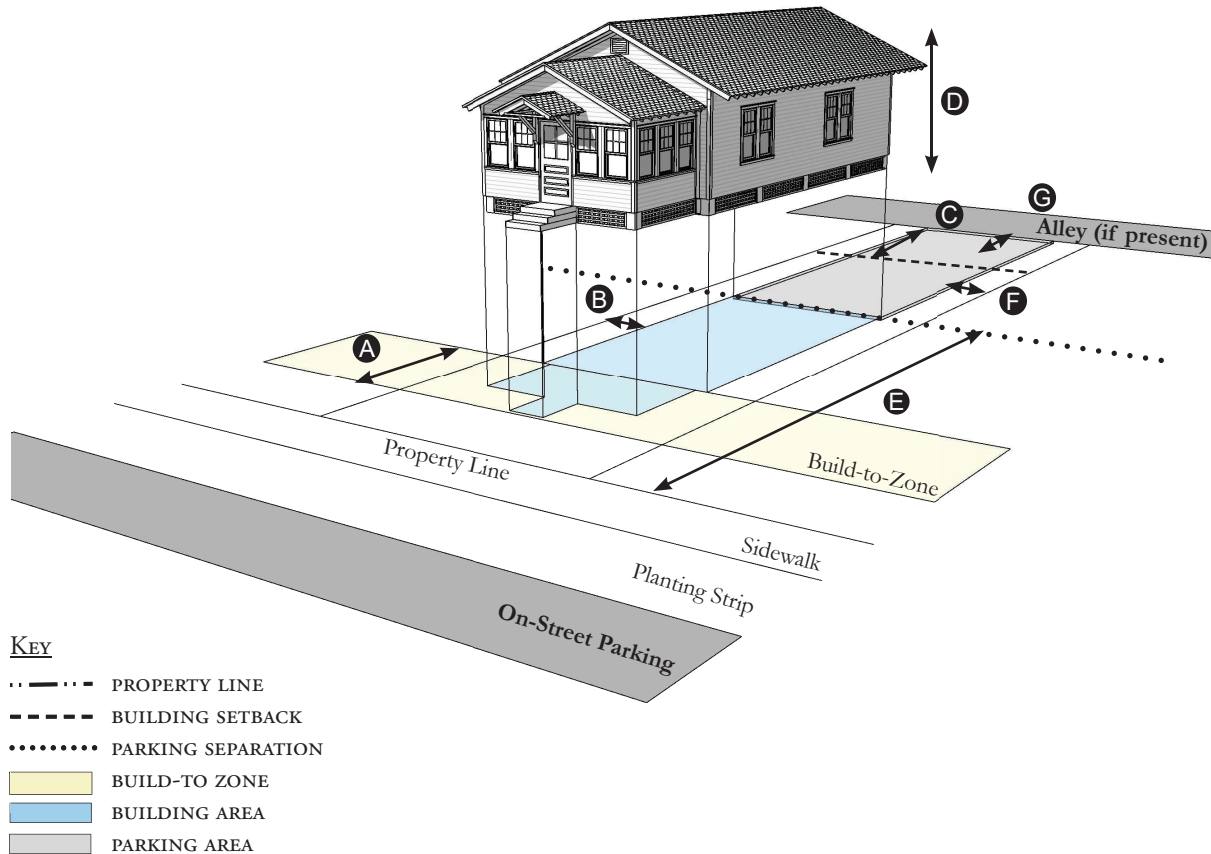 D
G
C
Alley (if present)
B
F
A
E
Property Line
Build-to-Zone
Sidewalk
Planting Strip
On-Street Parking
KEY
PROPERTY LINE
BUILDING SETBACK
PARKING SEPARATION
BUILD-TO ZONE
BUILDING AREA
PARKING AREA